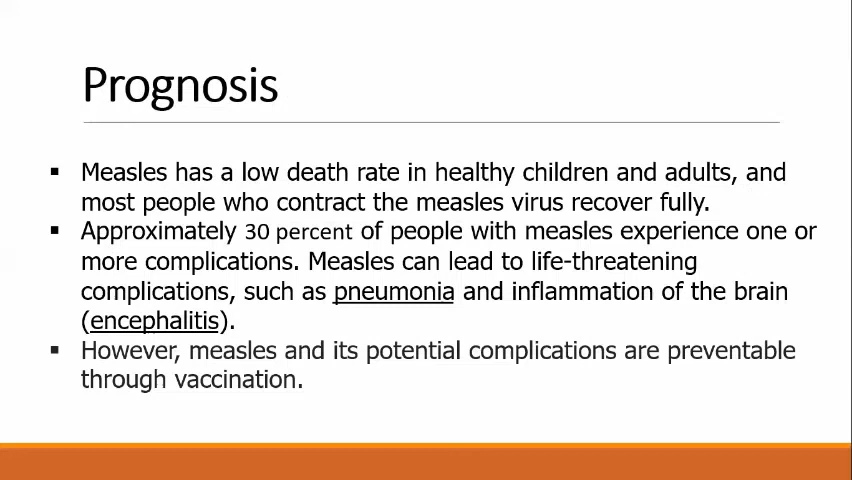 Prognosis
▪ Measles has a low death rate in healthy children and adults, and
most people who contract the measles virus recover fully.
▪ Approximately 30 percent of people with measles experience one or
more complications. Measles can lead to life-threatening
complications, such as pneumonia and inflammation of the brain
(encephalitis).
▪ However, measles and its potential complications are preventable
through vaccination.